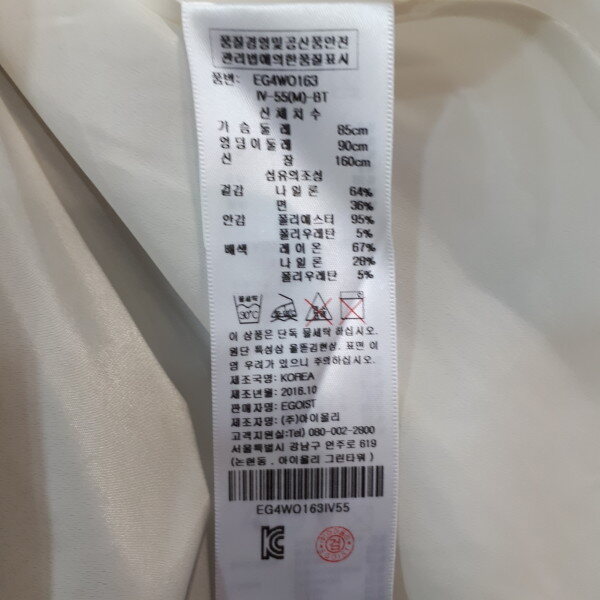 품질경영및공산품안전
관리법에의한품질표시
품번: EG4WO163
IV-55(M)-BT
신체치수
가슴둘레 85cm
엉덩이둘레 90cm
신 장 160cm
섬유의조성
겉감 나일론 64%
면 36%
안감 폴리에스터 95%
폴리우레탄 5%
배색 레이온 67%
나일론 28%
폴리우레탄 5%
물세탁
30℃
이 상품은 단독 물세탁 하십시오.
원단 특성상 올뜯김현상. 표면 이
염 우려가 있으니 주의하십시오.
제조국명: KOREA
제조년월: 2016.10
판매자명: EGOIST
제조자명: (주)아이올리
고객지원실:Tel) 080-002-2800
서울특별시 강남구 언주로 619
(논현동, 아이올리 그린타워)
EG4WO163IV55
검